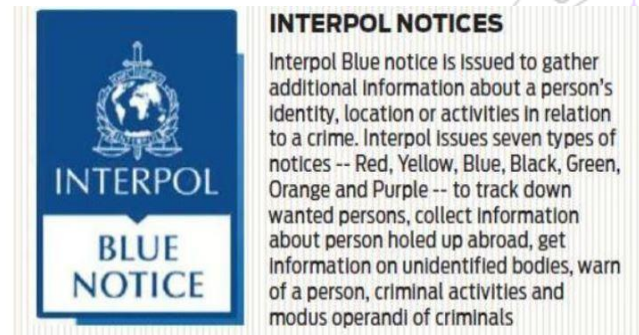 INTERPOL
BLUE
NOTICE
INTERPOL NOTICES
Interpol Blue notice is issued to gather
additional information about a person's
identity, location or activities in relation
to a crime. Interpol issues seven types of
notices -- Red, Yellow, Blue, Black, Green,
Orange and Purple -- to track down
wanted persons, collect information
about person holed up abroad, get
information on unidentified bodies, warn
of a person, criminal activities and
modus operandi of criminals